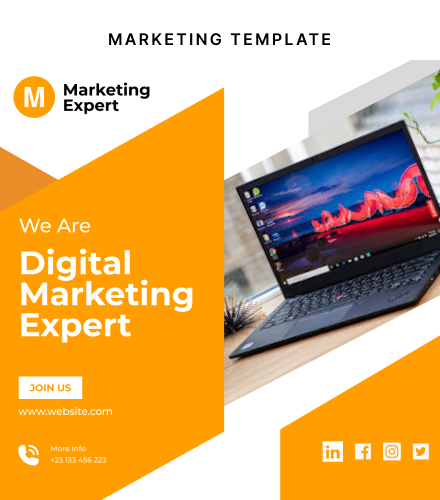 MARKETING TEMPLATE
M
Marketing
Expert
We Are
Digital
Marketing
Expert
JOIN US
www.website.com
More info
+23 133 456 223